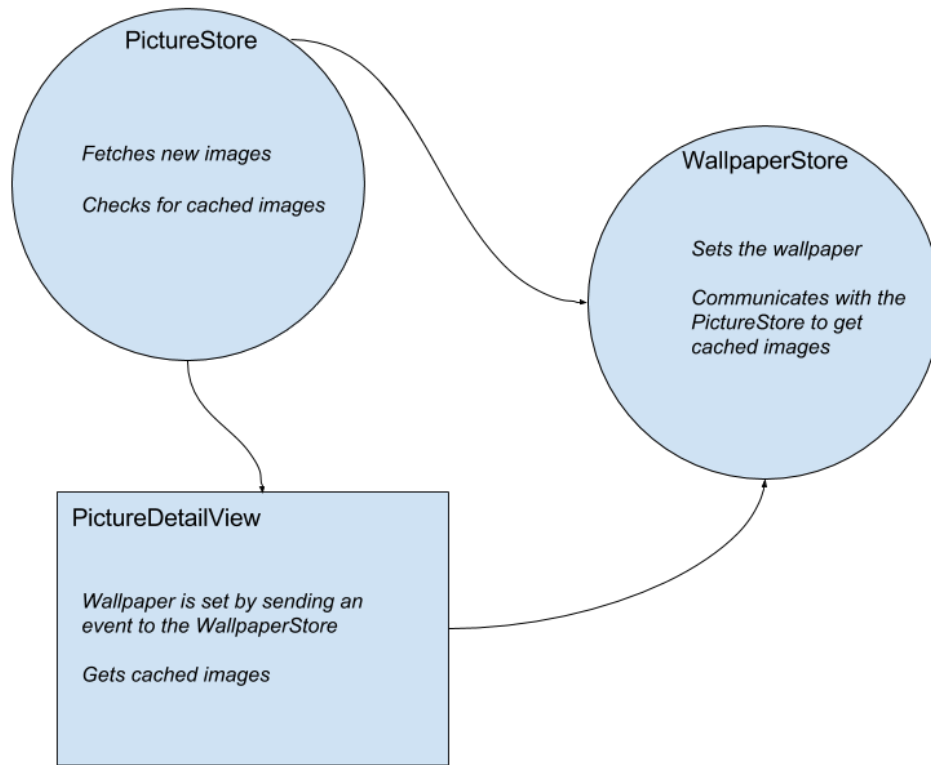 PictureStore
Fetches new images
Checks for cached images
WallpaperStore
Sets the wallpaper
Communicates with the
PictureStore to get
cached images
PictureDetailView
Wallpaper is set by sending an
event to the WallpaperStore
Gets cached images